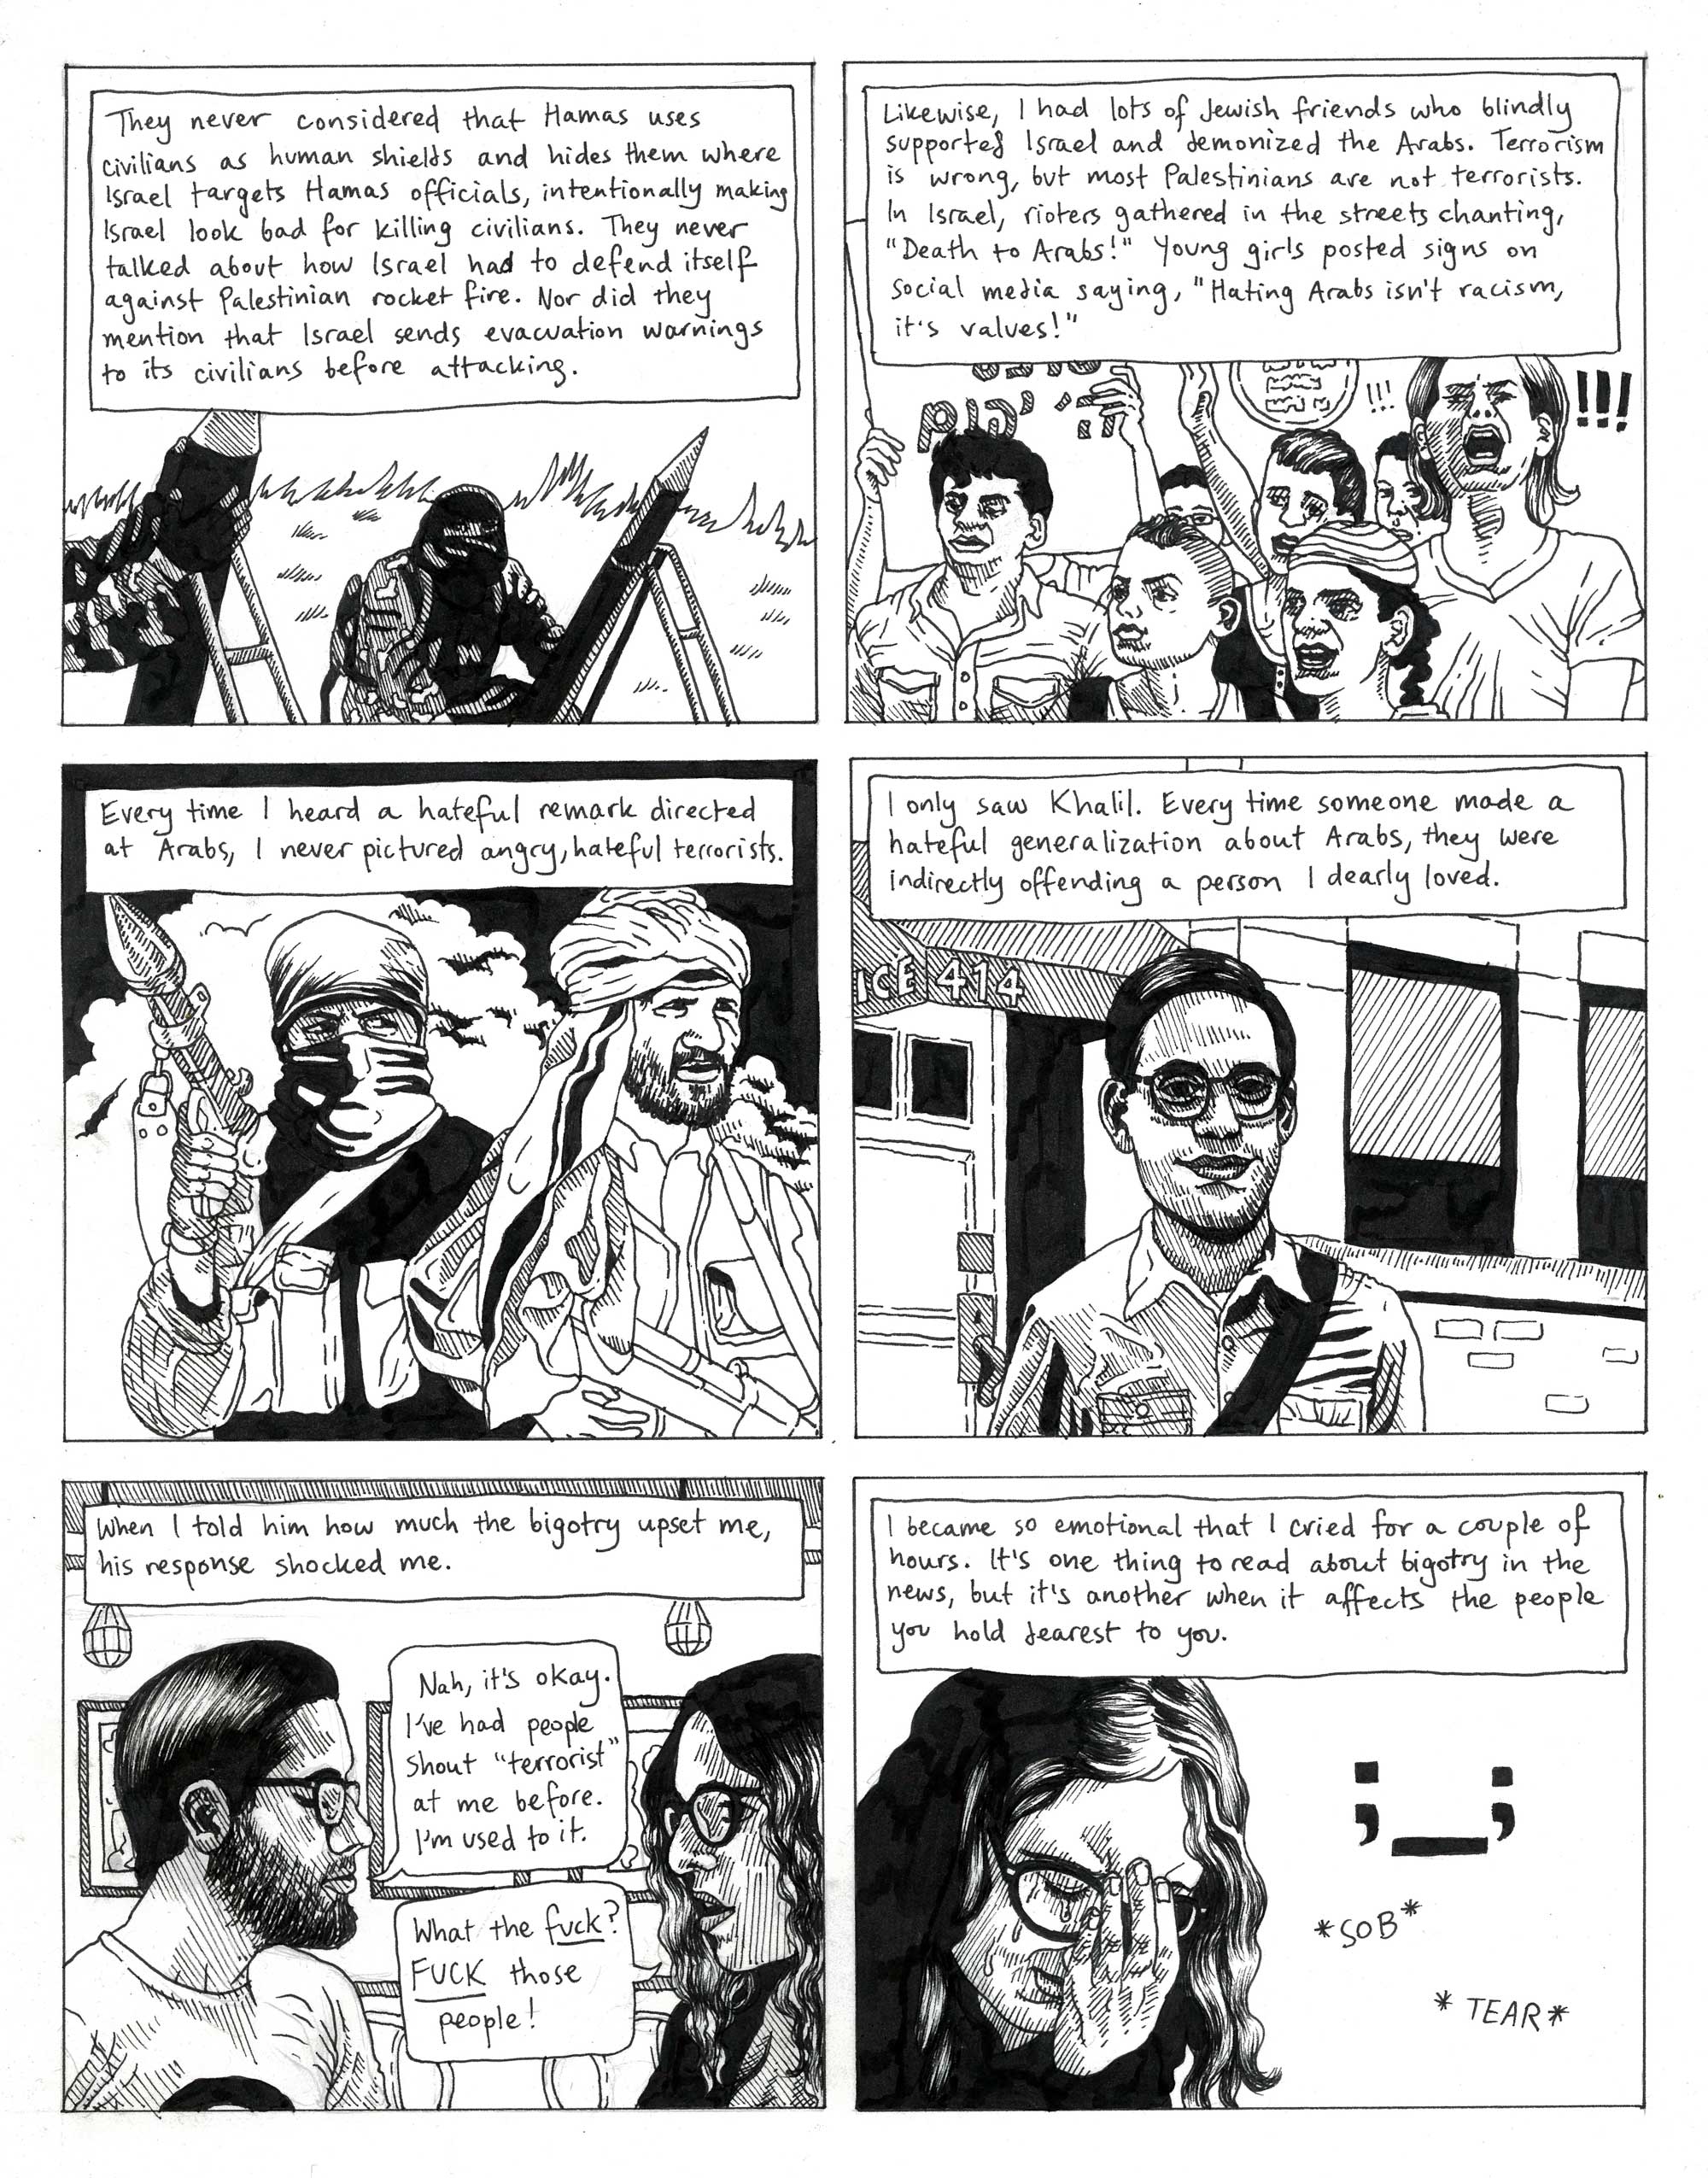 They never considered that Hamas uses
civilians as human shields and hides them where
Israel targets Hamas officials, intentionally making
Israel look bad for killing civilians. They never
talked about how Israel had to defend itself
against Palestinian rocket fire. Nor did they
mention that Israel sends evacuation warnings
to its civilians before attacking.
Likewise, I had lots of Jewish friends who blindly
supported Israel and demonized the Arabs. Terrorism
is wrong, but most Palestinians are not terrorists.
In Israel, rioters gathered in the streets chanting,
"Death to Arabs!" Young girls posted signs on
social media saying, "Hating Arabs isn't racism,
it's values!"
ה' יקום
!!!
!!!
Every time I heard a hateful remark directed
at Arabs, I never pictured angry, hateful terrorists.
I only saw Khalil. Every time someone made a
hateful generalization about Arabs, they were
indirectly offending a person I dearly loved.
ICE 414
When I told him how much the bigotry upset me,
his response shocked me.
Nah, it's okay.
I've had people
shout "terrorist"
at me before.
I'm used to it.
What the fuck?
FUCK those
people!
I became so emotional that I cried for a couple of
hours. It's one thing to read about bigotry in the
news, but it's another when it affects the people
you hold dearest to you.
;_;
*SOB*
*TEAR*